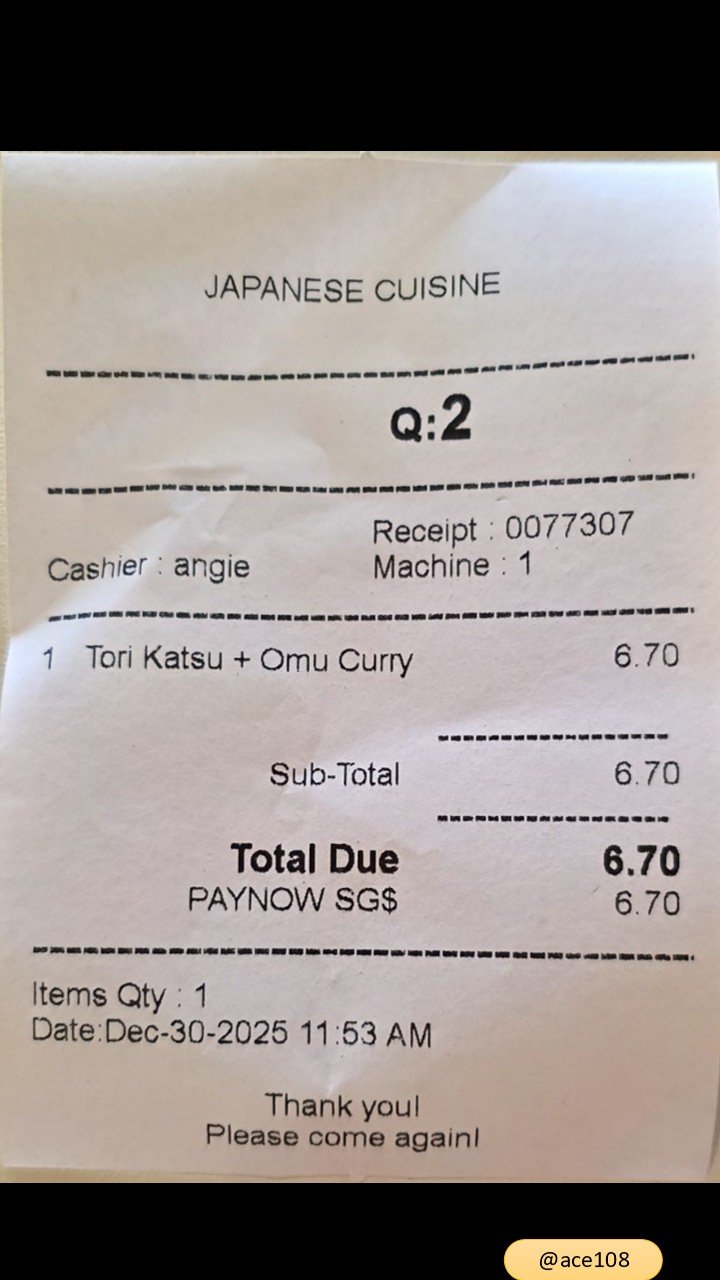 JAPANESE CUISINE
Q:2
Receipt : 0077307
Cashier : angie Machine : 1
1 Tori Katsu + Omu Curry 6.70
Sub-Total 6.70
Total Due 6.70
PAYNOW SG$ 6.70
Items Qty : 1
Date:Dec-30-2025 11:53 AM
Thank you!
Please come again!
@ace108